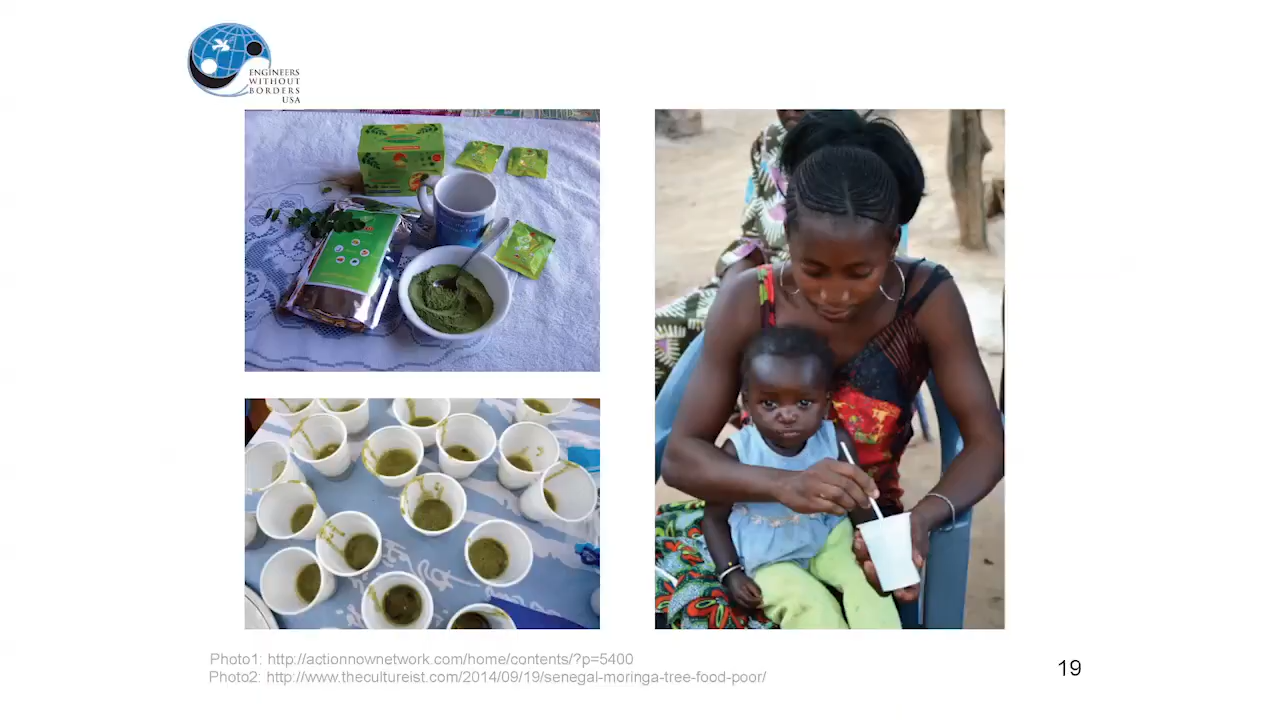 ENGINEERS
WITHOUT
BORDERS
USA
Photo1: http://actionnownetwork.com/home/contents/?p=5400
Photo2: http://www.thecultureist.com/2014/09/19/senegal-moringa-tree-food-poor/
19